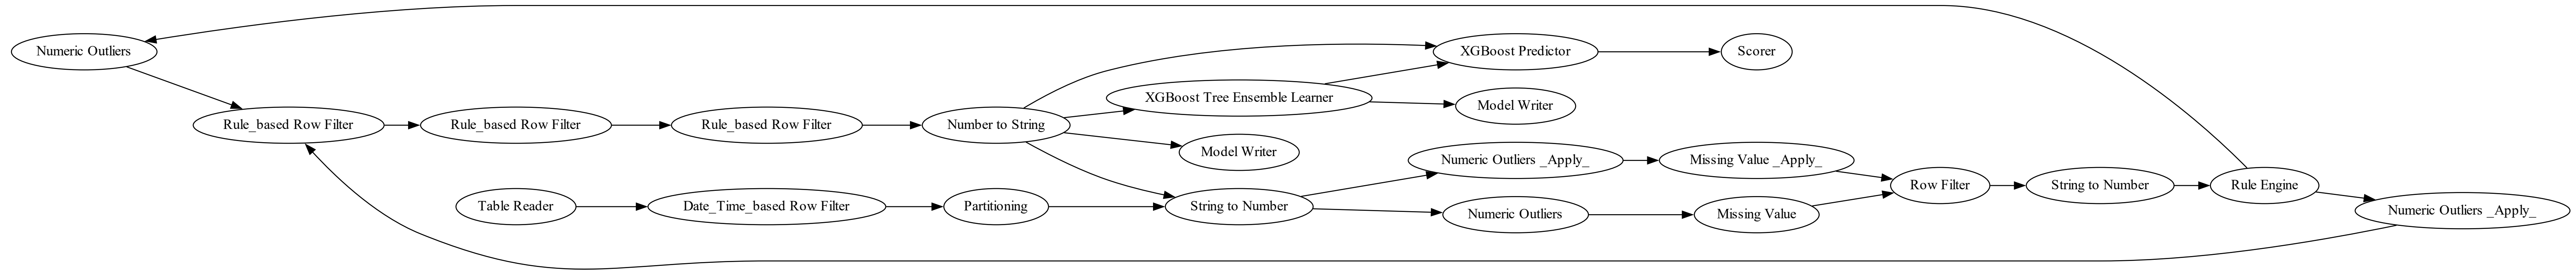 Numeric Outliers
XGBoost Predictor
Scorer
XGBoost Tree Ensemble Learner
Model Writer
Rule_based Row Filter
Rule_based Row Filter
Rule_based Row Filter
Number to String
Model Writer
Numeric Outliers _Apply_
Missing Value _Apply_
Row Filter
String to Number
Rule Engine
Table Reader
Date_Time_based Row Filter
Partitioning
String to Number
Numeric Outliers
Missing Value
Numeric Outliers _Apply_